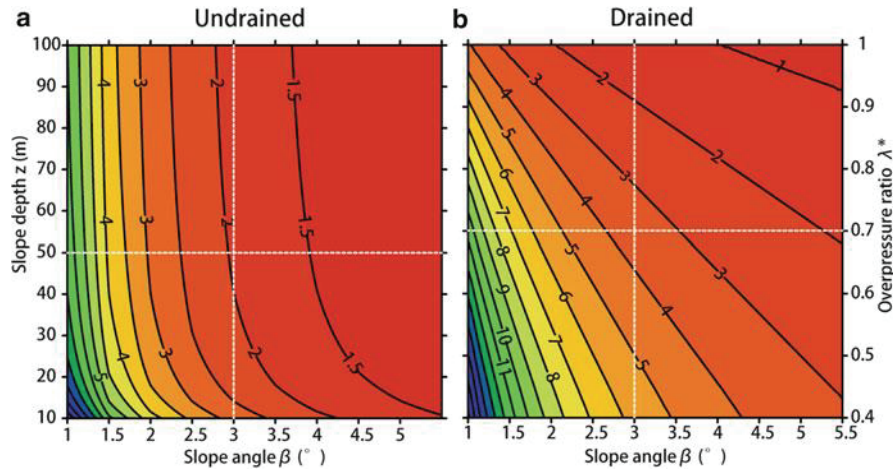 a Undrained
100
90
80
70
60
50
40
30
20
10
Slope depth z (m)
4 3 2 1.5
4 3 2 1.5
5 4 3 2 1.5
1 1.5 2 2.5 3 3.5 4 4.5 5
Slope angle β (°)
b Drained
1
0.9
0.8
0.7
0.6
0.5
0.4
Overpressure ratio λ*
3 2 1
4
5 2
6 3
7 4
8 5 3
9 6 4
10 7
11 8 5
1 1.5 2 2.5 3 3.5 4 4.5 5 5.5
Slope angle β (°)